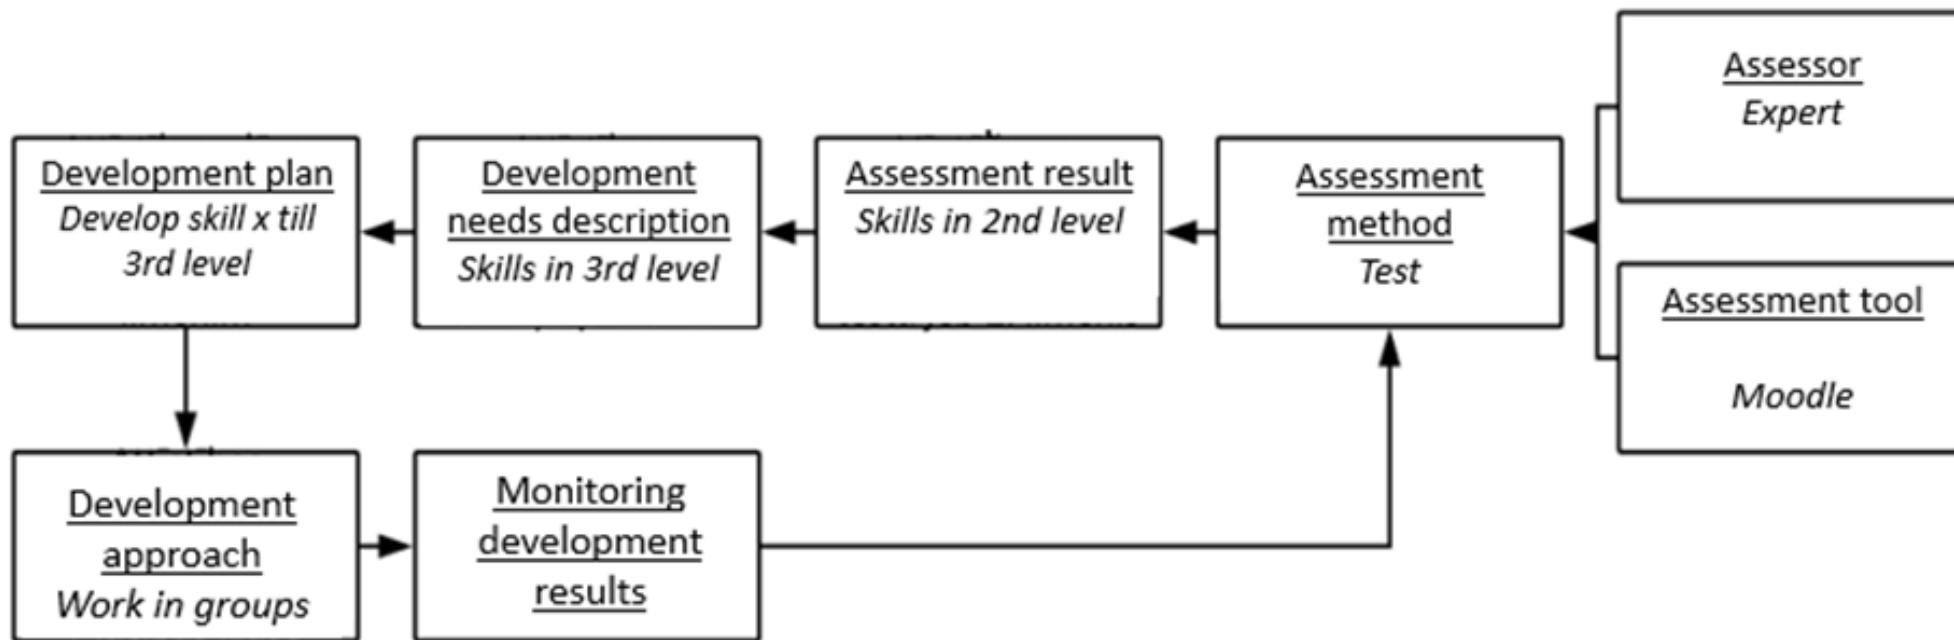 Assessor
Expert
Development plan
Develop skill x till
3rd level
Development
needs description
Skills in 3rd level
Assessment result
Skills in 2nd level
Assessment
method
Test
Assessment tool
Moodle
Development
approach
Work in groups
Monitoring
development
results